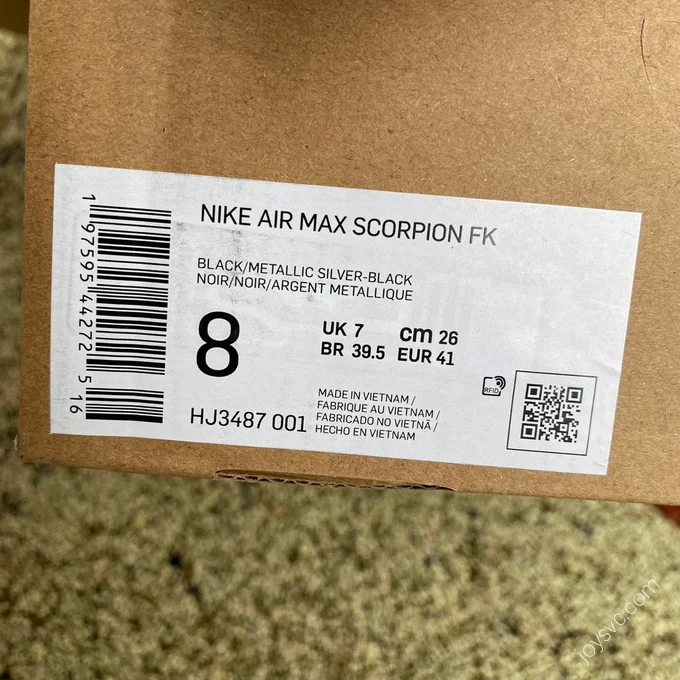 1 97595 44272 5 16
NIKE AIR MAX SCORPION FK
BLACK/METALLIC SILVER-BLACK
NOIR/NOIR/ARGENT METALLIQUE
8
UK 7 cm 26
BR 39.5 EUR 41
HJ3487 001
MADE IN VIETNAM /
FABRIQUE AU VIETNAM /
FABRICADO NO VIETNÃ /
HECHO EN VIETNAM
RFID
joysvc.com